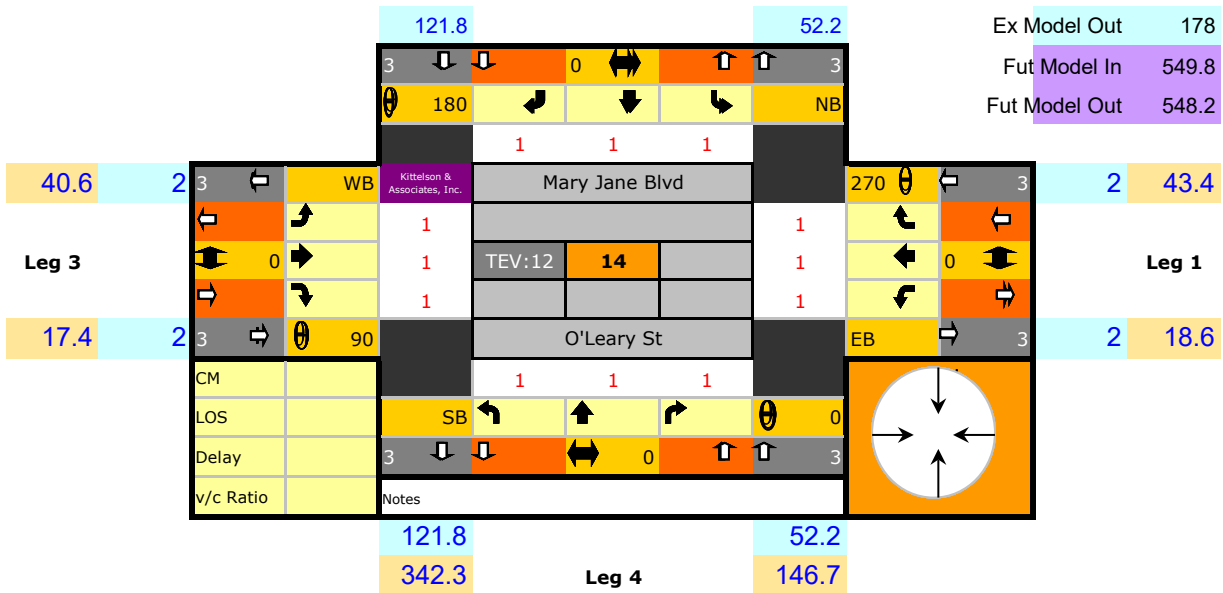 121.8 52.2 Ex Model Out 178
3 0 3 Fut Model In 549.8
180 NB Fut Model Out 548.2
1 1 1
40.6 2 3 WB Kittelson & Associates, Inc. Mary Jane Blvd 270 3 2 43.4
1 1
Leg 3 0 1 TEV:12 14 1 0 Leg 1
1 1
17.4 2 3 90 O'Leary St EB 3 2 18.6
CM 1 1 1
LOS SB 0
Delay 3 0 3
v/c Ratio Notes
121.8 52.2
342.3 Leg 4 146.7